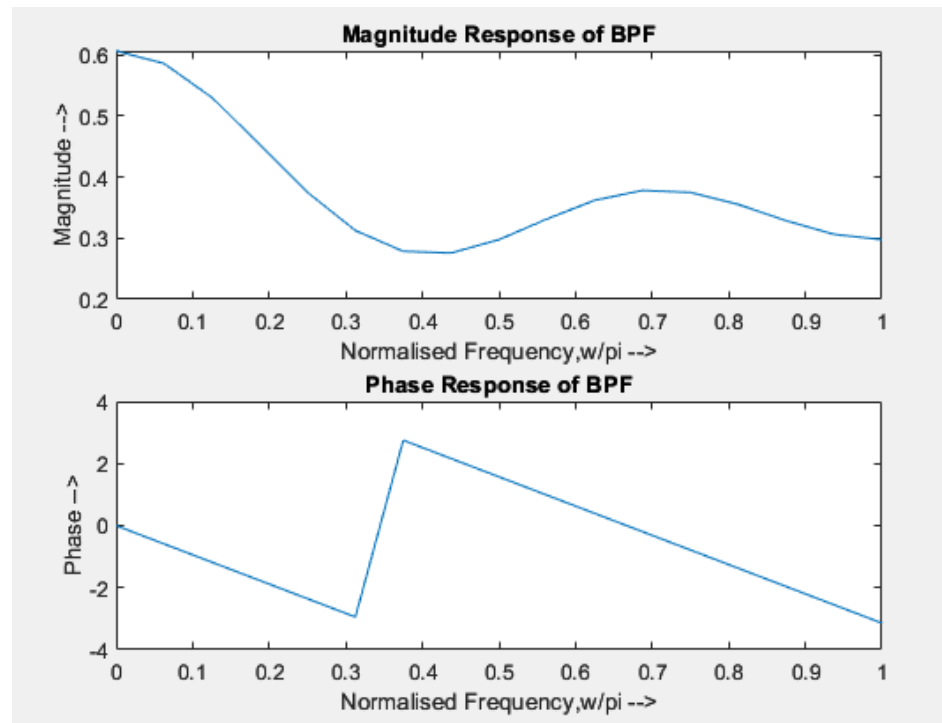 Magnitude Response of BPF
0.6
0.5
0.4
0.3
0.2
Magnitude -->
0 0.1 0.2 0.3 0.4 0.5 0.6 0.7 0.8 0.9 1
Normalised Frequency,w/pi -->
Phase Response of BPF
4
2
0
-2
-4
Phase -->
0 0.1 0.2 0.3 0.4 0.5 0.6 0.7 0.8 0.9 1
Normalised Frequency,w/pi -->